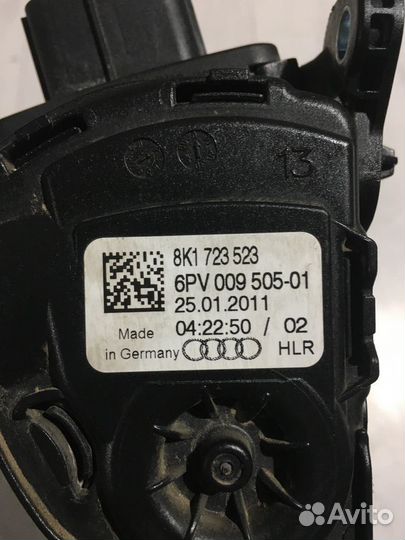 13
8K1 723 523
6PV 009 505-01
25.01.2011
04:22:50 / 02
Made
in Germany
HLR
Avito